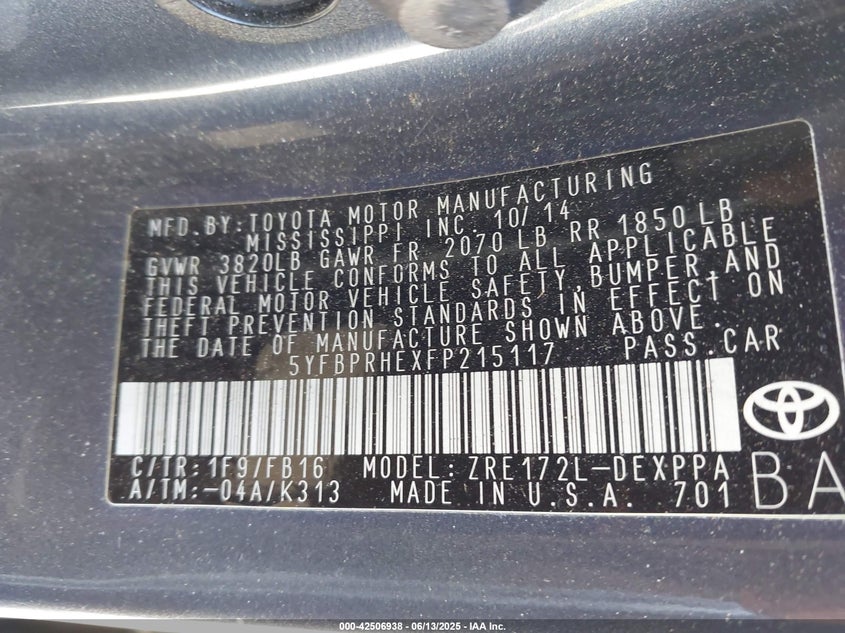 MFD.BY:TOYOTA MOTOR MANUFACTURING
MISSISSIPPI INC. 10/14
GVWR 3820LB GAWR FR 2070 LB RR 1850LB
THIS VEHICLE CONFORMS TO ALL APPLICABLE
FEDERAL MOTOR VEHICLE SAFETY,BUMPER,AND
THEFT PREVENTION STANDARDS IN EFFECT ON
THE DATE OF MANUFACTURE SHOWN ABOVE.
5YFBPRHEXFP215117 PASS.CAR
C/TR:1F9/FB16 MODEL: ZRE172L-DEXPPA
A/TM:-04A/K313 MADE IN U.S.A. 701
BA
000-42506938 - 06/13/2025 - IAA Inc.